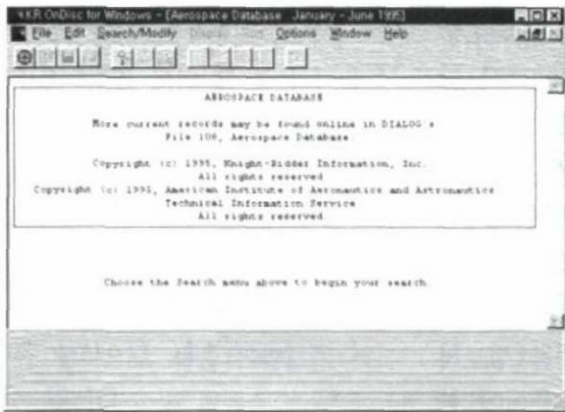 KR OnDisc for Windows - [Aerospace Database January - June 1995]
File Edit Search/Modify Display Sort Options Window Help
AEROSPACE DATABASE
More current records may be found online in DIALOG's
File 108, Aerospace Database.
Copyright (c) 1995, Knight-Ridder Information, Inc.
All rights reserved
Copyright (c) 1995, American Institute of Aeronautics and Astronautics
Technical Information Service
All rights reserved
Choose the Search menu above to begin your search.